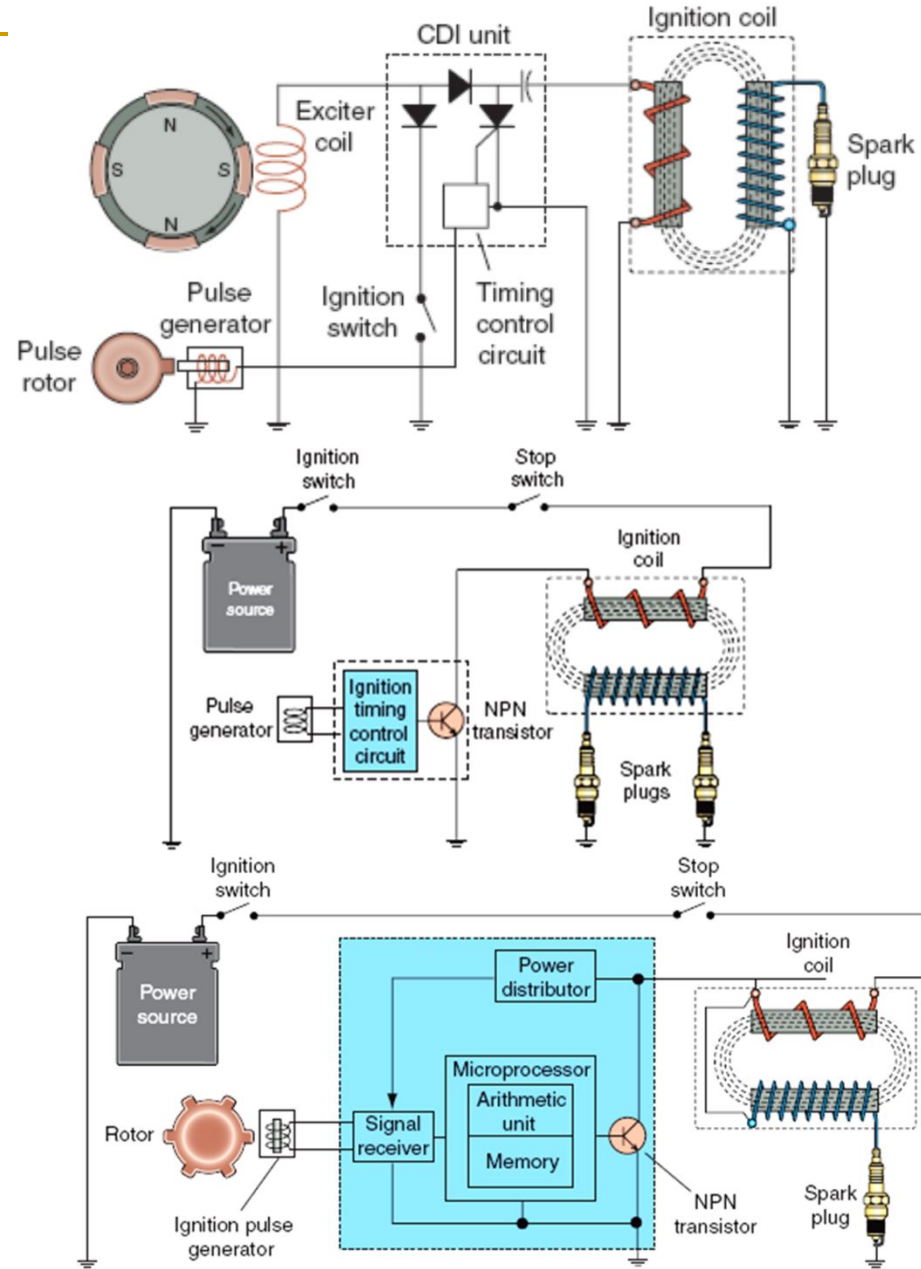 Ignition coil
CDI unit
Exciter
coil
N
S
S
N
Spark
plug
Pulse
generator
Ignition
switch
Timing
control
circuit
Pulse
rotor
Ignition
switch
Stop
switch
Ignition
coil
−
+
Power
source
Pulse
generator
Ignition
timing
control
circuit
NPN
transistor
Spark
plugs
Ignition
switch
Stop
switch
Ignition
coil
−
+
Power
source
Power
distributor
Microprocessor
Arithmetic
unit
Memory
Signal
receiver
Rotor
Ignition pulse
generator
NPN
transistor
Spark
plug